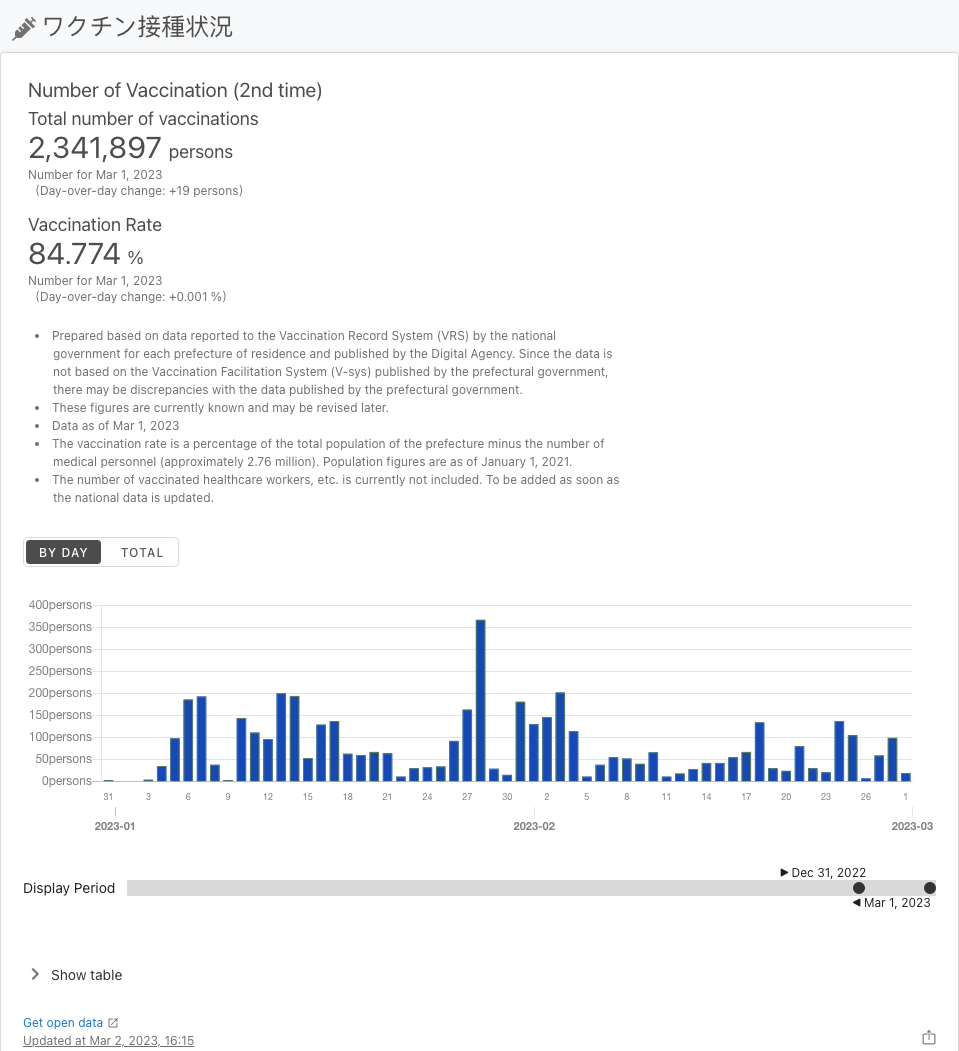 ワクチン接種状況
Number of Vaccination (2nd time)
Total number of vaccinations
2,341,897 persons
Number for Mar 1, 2023
(Day-over-day change: +19 persons)
Vaccination Rate
84.774 %
Number for Mar 1, 2023
(Day-over-day change: +0.001 %)
• Prepared based on data reported to the Vaccination Record System (VRS) by the national
government for each prefecture of residence and published by the Digital Agency. Since the data is
not based on the Vaccination Facilitation System (V-sys) published by the prefectural government,
there may be discrepancies with the data published by the prefectural government.
• These figures are currently known and may be revised later.
• Data as of Mar 1, 2023
• The vaccination rate is a percentage of the total population of the prefecture minus the number of
medical personnel (approximately 2.76 million). Population figures are as of January 1, 2021.
• The number of vaccinated healthcare workers, etc. is currently not included. To be added as soon as
the national data is updated.
BY DAY TOTAL
400persons
350persons
300persons
250persons
200persons
150persons
100persons
50persons
0persons
31 3 6 9 12 15 18 21 24 27 30 2 5 8 11 14 17 20 23 26 1
2023-01 2023-02 2023-03
Dec 31, 2022
Display Period
Mar 1, 2023
Show table
Get open data
Updated at Mar 2, 2023, 16:15